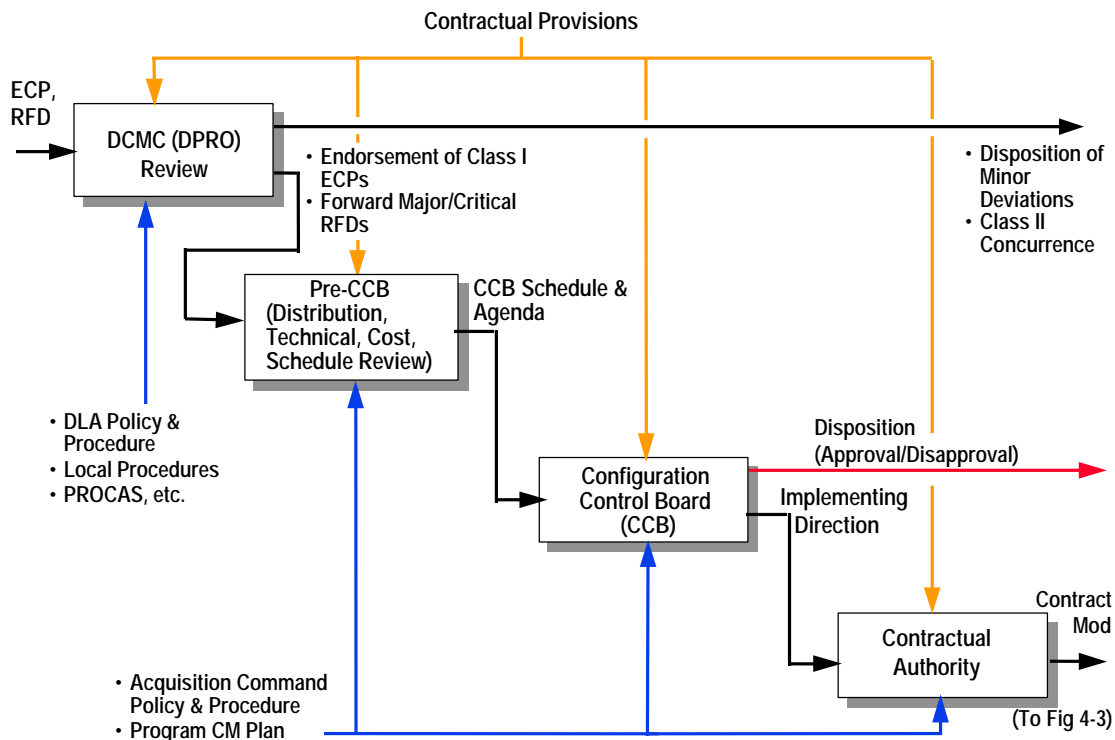 Contractual Provisions
ECP,
RFD
DCMC (DPRO)
Review
• Endorsement of Class I
ECPs
• Forward Major/Critical
RFDs
• Disposition of
Minor
Deviations
• Class II
Concurrence
Pre-CCB
(Distribution,
Technical, Cost,
Schedule Review)
CCB Schedule &
Agenda
• DLA Policy &
Procedure
• Local Procedures
• PROCAS, etc.
Disposition
(Approval/Disapproval)
Configuration
Control Board
(CCB)
Implementing
Direction
Contractual
Authority
Contract
Mod
(To Fig 4-3)
• Acquisition Command
Policy & Procedure
• Program CM Plan